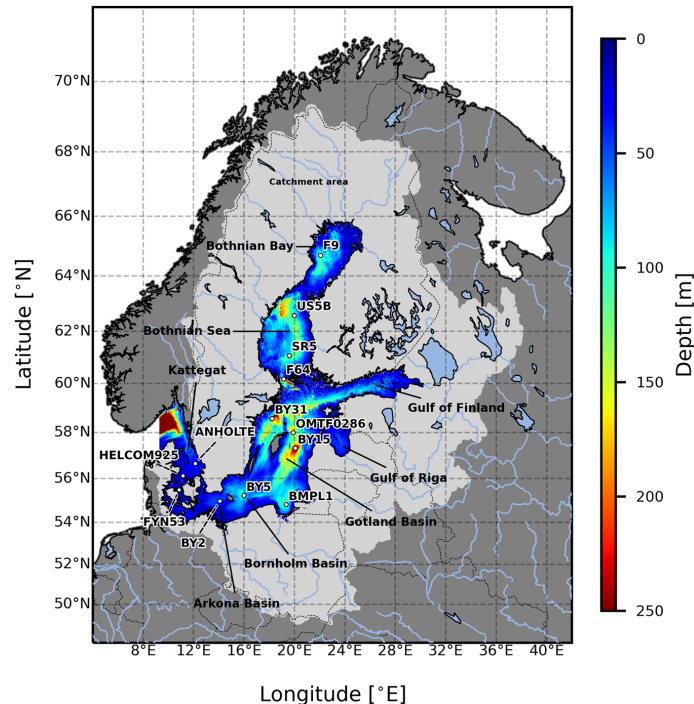 70°N
68°N
66°N
64°N
62°N
60°N
58°N
56°N
54°N
52°N
50°N
Latitude [°N]
Catchment area
Bothnian Bay
F9
US5B
Bothnian Sea
SR5
Kattegat
F64
BY31
Gulf of Finland
OMTF0286
ANHOLTE
BY15
HELCOM925
Gulf of Riga
BY5
BMPL1
FYN53
Gotland Basin
BY2
Bornholm Basin
Arkona Basin
8°E 12°E 16°E 20°E 24°E 28°E 32°E 36°E 40°E
Longitude [°E]
0
50
100
150
200
250
Depth [m]